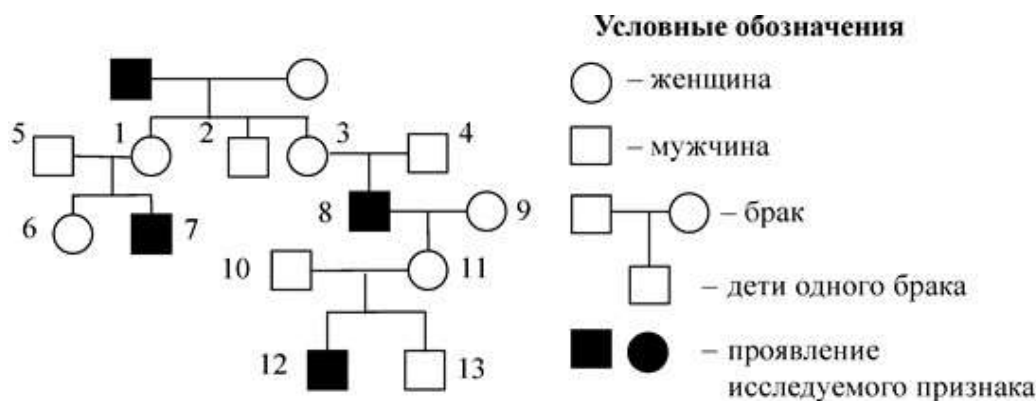 Условные обозначения
– женщина
– мужчина
– брак
– дети одного брака
– проявление
исследуемого признака
5 1 2 3 4
6 7 8 9
10 11
12 13